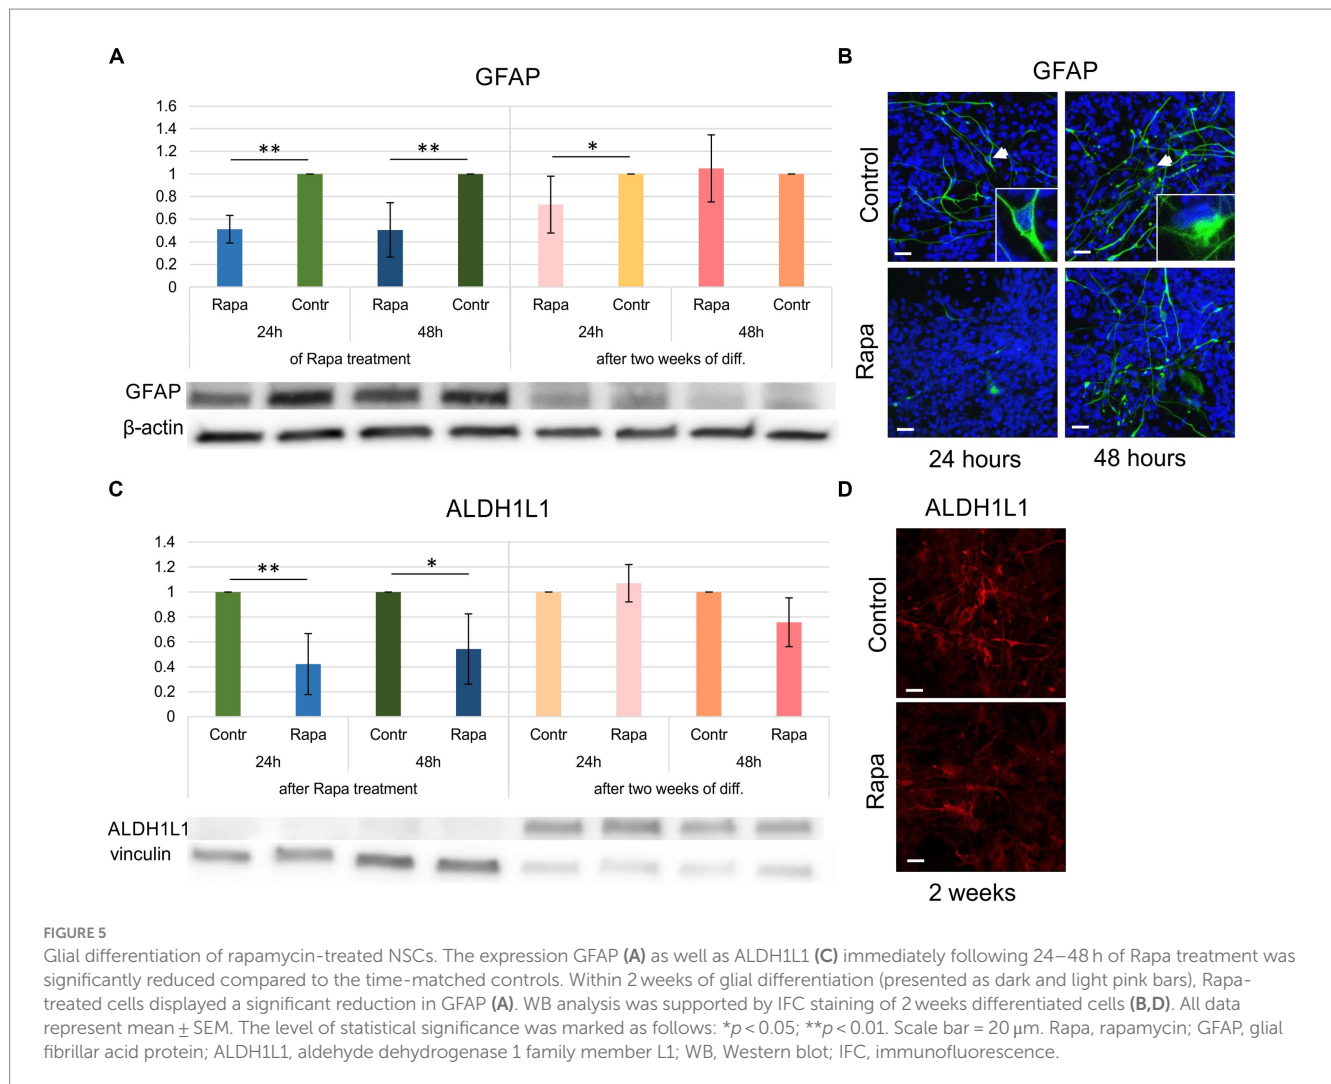 A
GFAP
1.6
1.4
1.2
1
0.8
0.6
0.4
0.2
0
** ** *
Rapa Contr Rapa Contr Rapa Contr Rapa Contr
24h 48h 24h 48h
of Rapa treatment after two weeks of diff.
GFAP
β-actin
B
GFAP
Control
Rapa
24 hours 48 hours
C
ALDH1L1
1.4
1.2
1
0.8
0.6
0.4
0.2
0
** *
Contr Rapa Contr Rapa Contr Rapa Contr Rapa
24h 48h 24h 48h
after Rapa treatment after two weeks of diff.
ALDH1L1
vinculin
D
ALDH1L1
Control
Rapa
2 weeks
FIGURE 5
Glial differentiation of rapamycin-treated NSCs. The expression GFAP (A) as well as ALDH1L1 (C) immediately following 24–48 h of Rapa treatment was
significantly reduced compared to the time-matched controls. Within 2 weeks of glial differentiation (presented as dark and light pink bars), Rapa-
treated cells displayed a significant reduction in GFAP (A). WB analysis was supported by IFC staining of 2 weeks differentiated cells (B,D). All data
represent mean ± SEM. The level of statistical significance was marked as follows: *p < 0.05; **p < 0.01. Scale bar = 20 μm. Rapa, rapamycin; GFAP, glial
fibrillar acid protein; ALDH1L1, aldehyde dehydrogenase 1 family member L1; WB, Western blot; IFC, immunofluorescence.